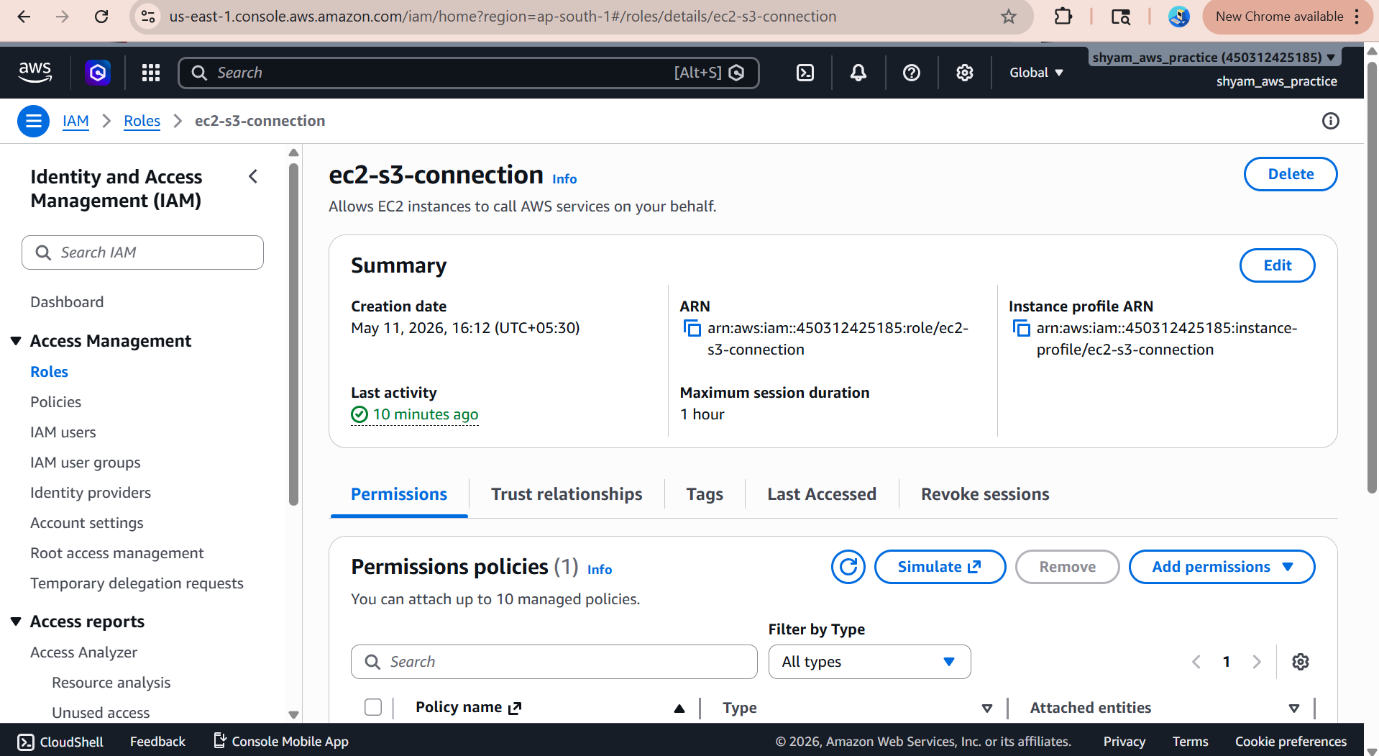 us-east-1.console.aws.amazon.com/iam/home?region=ap-south-1#/roles/details/ec2-s3-connection
New Chrome available
aws
Search
[Alt+S]
Global
shyam_aws_practice (450312425185)
shyam_aws_practice
IAM
Roles
ec2-s3-connection
Identity and Access
Management (IAM)
Search IAM
Dashboard
Access Management
Roles
Policies
IAM users
IAM user groups
Identity providers
Account settings
Root access management
Temporary delegation requests
Access reports
Access Analyzer
Resource analysis
Unused access
ec2-s3-connection Info
Delete
Allows EC2 instances to call AWS services on your behalf.
Summary
Edit
Creation date
May 11, 2026, 16:12 (UTC+05:30)
ARN
arn:aws:iam::450312425185:role/ec2-
s3-connection
Instance profile ARN
arn:aws:iam::450312425185:instance-
profile/ec2-s3-connection
Last activity
10 minutes ago
Maximum session duration
1 hour
Permissions
Trust relationships
Tags
Last Accessed
Revoke sessions
Permissions policies (1) Info
Simulate
Remove
Add permissions
You can attach up to 10 managed policies.
Filter by Type
Search
All types
1
Policy name
Type
Attached entities
CloudShell
Feedback
Console Mobile App
© 2026, Amazon Web Services, Inc. or its affiliates.
Privacy
Terms
Cookie preferences